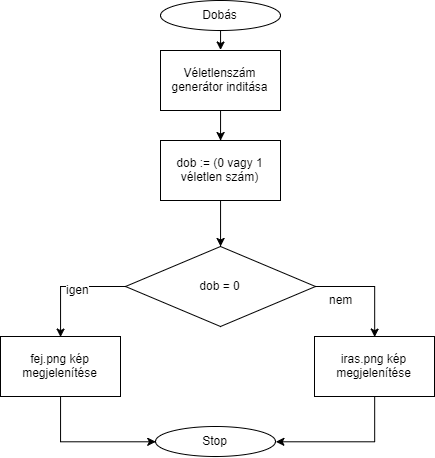 Dobás
Véletlenszám
generátor inditása
dob := (0 vagy 1
véletlen szám)
dob = 0
igen
nem
fej.png kép
megjelenítése
iras.png kép
megjelenítése
Stop